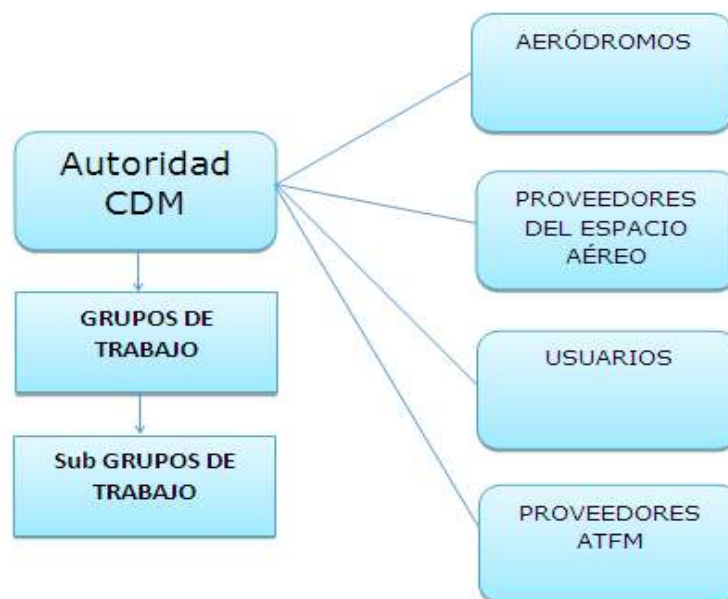 Autoridad
CDM
GRUPOS DE
TRABAJO
Sub GRUPOS DE
TRABAJO
AERÓDROMOS
PROVEEDORES
DEL ESPACIO
AÉREO
USUARIOS
PROVEEDORES
ATFM